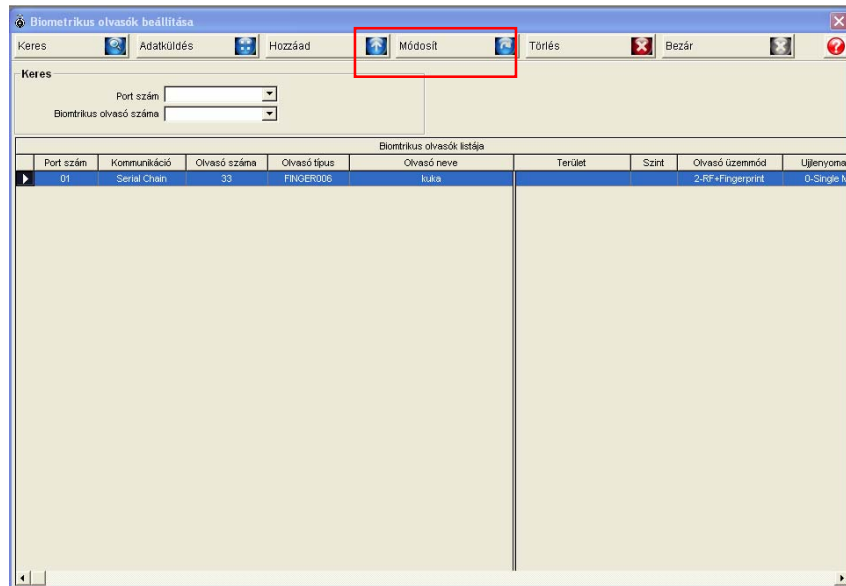 Biometrikus olvasók beállítása
Keres Adatküldés Hozzáad Módosít Törlés Bezár
Keres
Port szám
Biomtrikus olvasó száma
Biomtrikus olvasók listája
Port szám Kommunikáció Olvasó száma Olvasó típus Olvasó neve Terület Szint Olvasó üzemmód Ujjlenyoma
01 Serial Chain 33 FINGER006 kuka 2-RF+Fingerprint 0-Single M